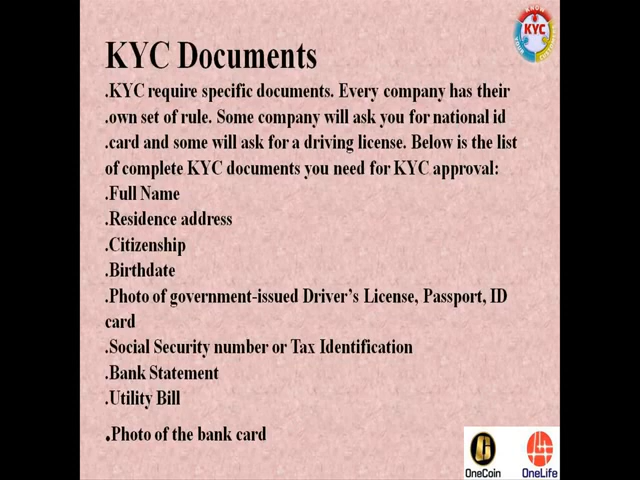 KNOW
KYC
KYC Documents
.KYC require specific documents. Every company has their
.own set of rule. Some company will ask you for national id
.card and some will ask for a driving license. Below is the list
of complete KYC documents you need for KYC approval:
.Full Name
.Residence address
.Citizenship
.Birthdate
.Photo of government-issued Driver’s License, Passport, ID
card
.Social Security number or Tax Identification
.Bank Statement
.Utility Bill
.Photo of the bank card
OneCoin
OneLife